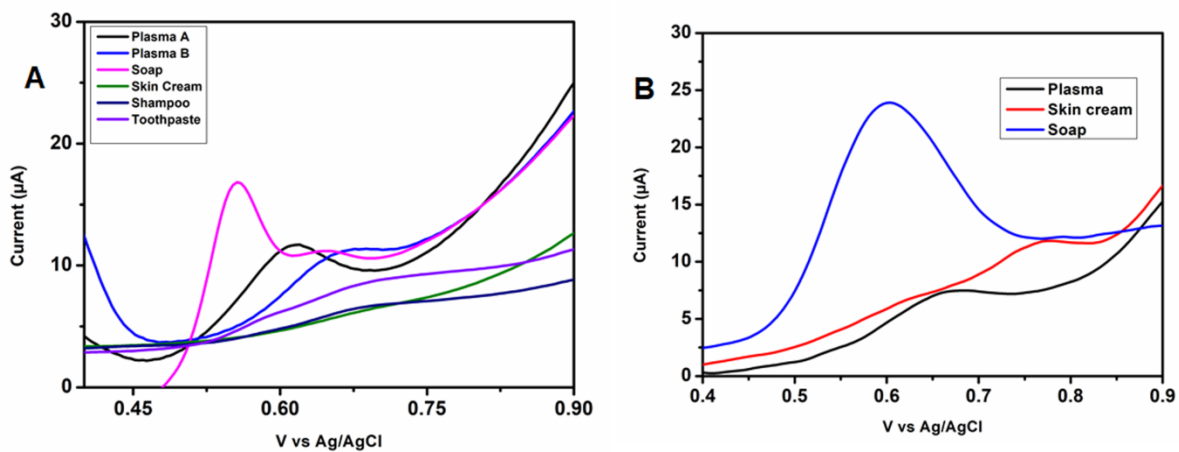 A
30
20
10
0
Current (µA)
Plasma A
Plasma B
Soap
Skin Cream
Shampoo
Toothpaste
0.45
0.60
0.75
0.90
V vs Ag/AgCl
B
30
25
20
15
10
5
0
Current (µA)
Plasma
Skin cream
Soap
0.4
0.5
0.6
0.7
0.8
0.9
V vs Ag/AgCl